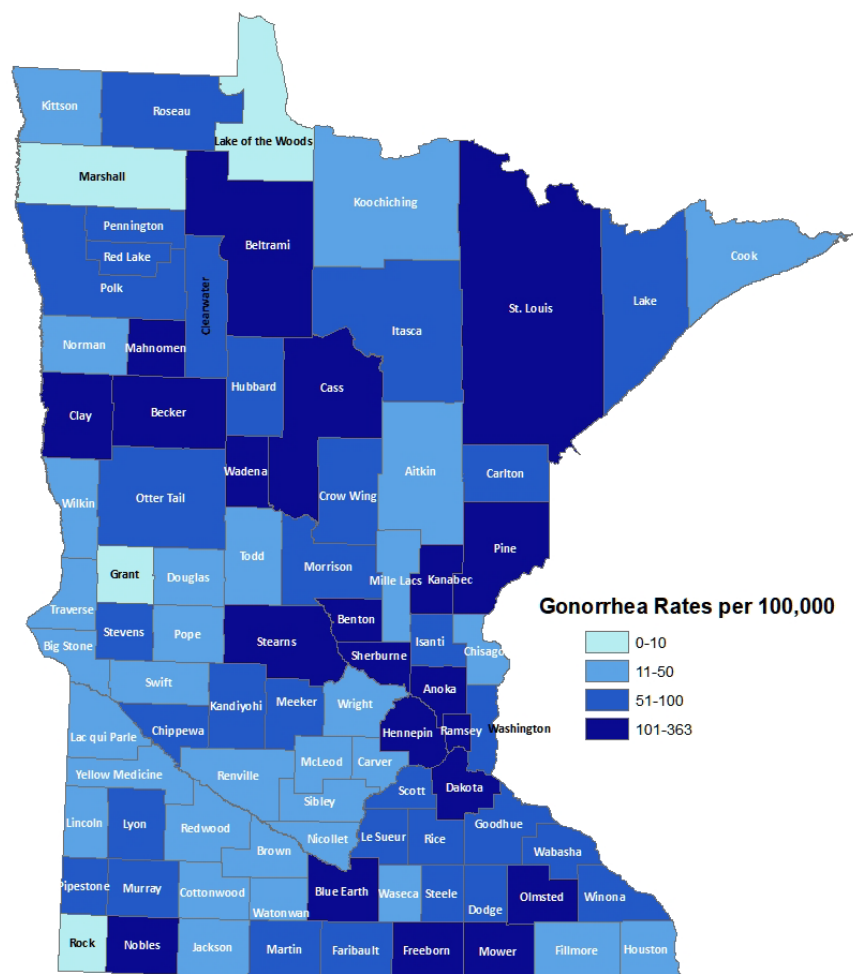 Kittson
Roseau
Lake of the Woods
Marshall
Koochiching
Pennington
Beltrami
Cook
Red Lake
Polk
Clearwater
St. Louis
Lake
Itasca
Norman
Mahnomen
Hubbard
Cass
Clay
Becker
Wadena
Aitkin
Carlton
Wilkin
Otter Tail
Crow Wing
Pine
Grant
Douglas
Todd
Morrison
Mille Lacs
Kanabec
Traverse
Benton
Gonorrhea Rates per 100,000
Stevens
Pope
Stearns
Isanti
Big Stone
Sherburne
Chisago
0-10
11-50
51-100
101-363
Swift
Anoka
Kandiyohi
Meeker
Wright
Chippewa
Hennepin
Ramsey
Washington
Lac qui Parle
McLeod
Carver
Yellow Medicine
Renville
Dakota
Scott
Sibley
Lincoln
Lyon
Redwood
Nicollet
Le Sueur
Rice
Goodhue
Brown
Wabasha
Pipestone
Murray
Cottonwood
Blue Earth
Waseca
Steele
Olmsted
Winona
Watonwan
Dodge
Rock
Nobles
Jackson
Martin
Faribault
Freeborn
Mower
Fillmore
Houston